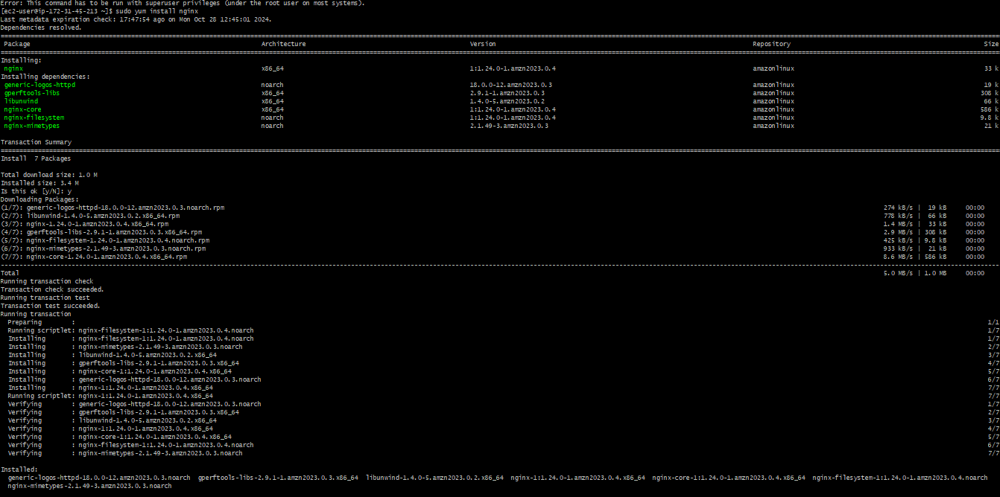 Error: This command has to be run with superuser privileges (under the root user on most systems).
[ec2-user@ip-172-31-45-213 ~]$ sudo yum install nginx
Last metadata expiration check: 17:47:54 ago on Mon Oct 28 12:45:01 2024.
Dependencies resolved.
Package Architecture Version Repository Size
Installing:
nginx x86_64 1:1.24.0-1.amzn2023.0.4 amazonlinux 33 k
Installing dependencies:
generic-logos-httpd noarch 18.0.0-12.amzn2023.0.3 amazonlinux 19 k
gperftools-libs x86_64 2.9.1-1.amzn2023.0.3 amazonlinux 308 k
libunwind x86_64 1.4.0-5.amzn2023.0.2 amazonlinux 66 k
nginx-core x86_64 1:1.24.0-1.amzn2023.0.4 amazonlinux 586 k
nginx-filesystem noarch 1:1.24.0-1.amzn2023.0.4 amazonlinux 9.8 k
nginx-mimetypes noarch 2.1.49-3.amzn2023.0.3 amazonlinux 21 k
Transaction Summary
Install 7 Packages
Total download size: 1.0 M
Installed size: 3.4 M
Is this ok [y/N]: y
Downloading Packages:
(1/7): generic-logos-httpd-18.0.0-12.amzn2023.0.3.noarch.rpm 274 kB/s | 19 kB 00:00
(2/7): libunwind-1.4.0-5.amzn2023.0.2.x86_64.rpm 778 kB/s | 66 kB 00:00
(3/7): nginx-1.24.0-1.amzn2023.0.4.x86_64.rpm 1.4 MB/s | 33 kB 00:00
(4/7): gperftools-libs-2.9.1-1.amzn2023.0.3.x86_64.rpm 2.9 MB/s | 308 kB 00:00
(5/7): nginx-filesystem-1.24.0-1.amzn2023.0.4.noarch.rpm 425 kB/s | 9.8 kB 00:00
(6/7): nginx-mimetypes-2.1.49-3.amzn2023.0.3.noarch.rpm 933 kB/s | 21 kB 00:00
(7/7): nginx-core-1.24.0-1.amzn2023.0.4.x86_64.rpm 8.6 MB/s | 586 kB 00:00
Total 5.0 MB/s | 1.0 MB 00:00
Running transaction check
Transaction check succeeded.
Running transaction test
Transaction test succeeded.
Running transaction
Preparing : 1/1
Running scriptlet: nginx-filesystem-1:1.24.0-1.amzn2023.0.4.noarch 1/7
Installing : nginx-filesystem-1:1.24.0-1.amzn2023.0.4.noarch 1/7
Installing : nginx-mimetypes-2.1.49-3.amzn2023.0.3.noarch 2/7
Installing : libunwind-1.4.0-5.amzn2023.0.2.x86_64 3/7
Installing : gperftools-libs-2.9.1-1.amzn2023.0.3.x86_64 4/7
Installing : nginx-core-1:1.24.0-1.amzn2023.0.4.x86_64 5/7
Installing : generic-logos-httpd-18.0.0-12.amzn2023.0.3.noarch 6/7
Installing : nginx-1:1.24.0-1.amzn2023.0.4.x86_64 7/7
Running scriptlet: nginx-1:1.24.0-1.amzn2023.0.4.x86_64 7/7
Verifying : generic-logos-httpd-18.0.0-12.amzn2023.0.3.noarch 1/7
Verifying : gperftools-libs-2.9.1-1.amzn2023.0.3.x86_64 2/7
Verifying : libunwind-1.4.0-5.amzn2023.0.2.x86_64 3/7
Verifying : nginx-1:1.24.0-1.amzn2023.0.4.x86_64 4/7
Verifying : nginx-core-1:1.24.0-1.amzn2023.0.4.x86_64 5/7
Verifying : nginx-filesystem-1:1.24.0-1.amzn2023.0.4.noarch 6/7
Verifying : nginx-mimetypes-2.1.49-3.amzn2023.0.3.noarch 7/7
Installed:
generic-logos-httpd-18.0.0-12.amzn2023.0.3.noarch gperftools-libs-2.9.1-1.amzn2023.0.3.x86_64 libunwind-1.4.0-5.amzn2023.0.2.x86_64 nginx-1:1.24.0-1.amzn2023.0.4.x86_64 nginx-core-1:1.24.0-1.amzn2023.0.4.x86_64 nginx-filesystem-1:1.24.0-1.amzn2023.0.4.noarch
nginx-mimetypes-2.1.49-3.amzn2023.0.3.noarch